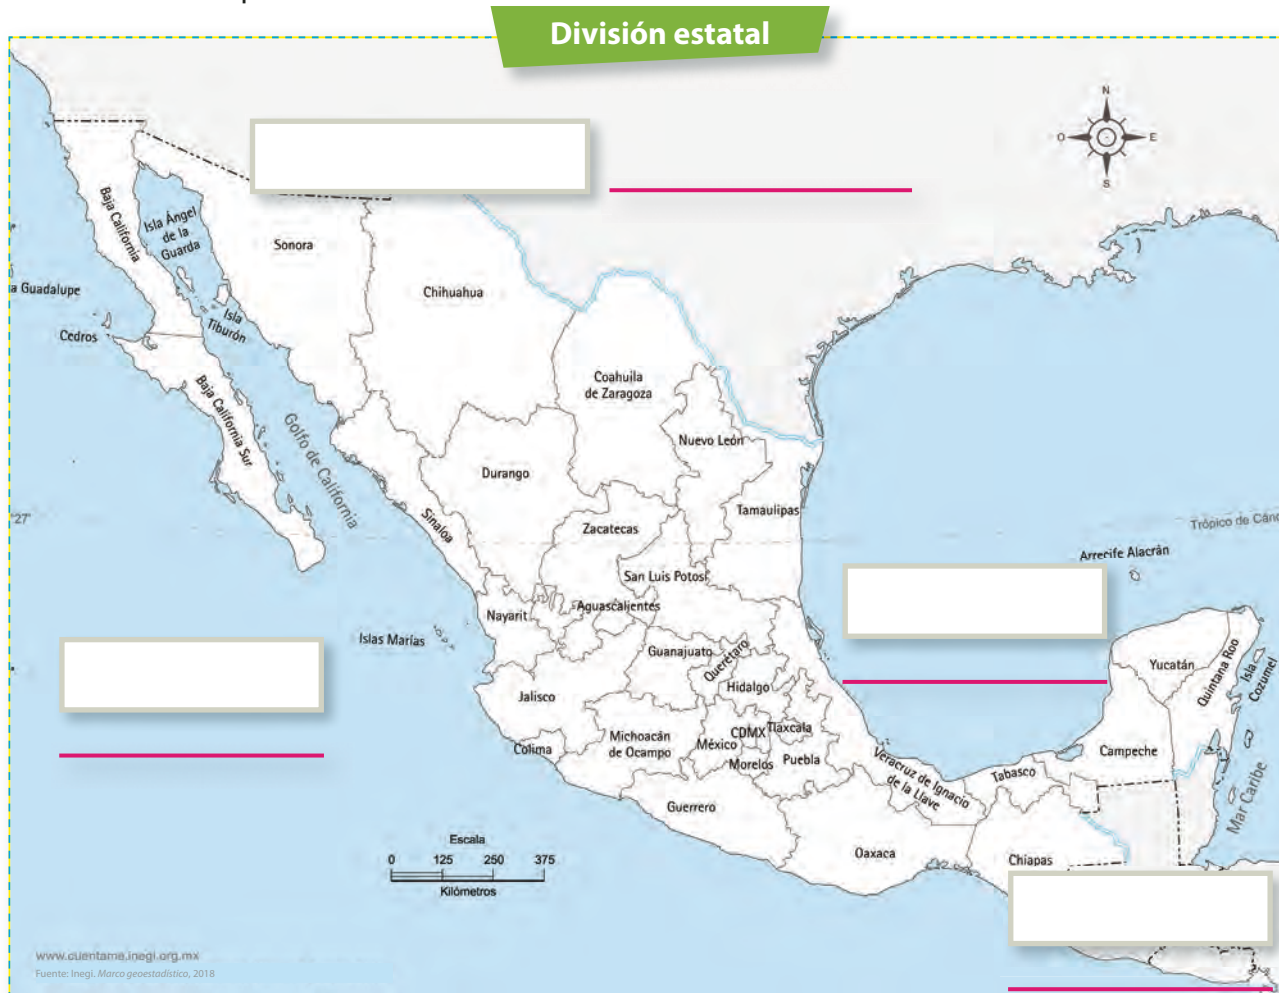 División estatal
N
O
E
S
Baja California
Isla Ángel
de la
Guarda
Sonora
Chihuahua
a Guadalupe
Isla
Tiburón
Cedros
Coahuila
de Zaragoza
Baja California Sur
Golfo de California
Nuevo León
Durango
Tamaulipas
Sinaloa
Zacatecas
27'
Trópico de Cánc
Arrecife Alacrán
San Luis Potosí
Aguascalientes
Nayarit
Islas Marías
Guanajuato
Querétaro
Hidalgo
Yucatán
Quintana Roo
Isla
Cozumel
Jalisco
Colima
Michoacán
de Ocampo
México
CDMX
Tlaxcala
Morelos
Puebla
Veracruz de Ignacio
de la Llave
Tabasco
Campeche
Mar Caribe
Guerrero
Oaxaca
Chiapas
Escala
0 125 250 375
Kilómetros
www.cuentame.inegi.org.mx
Fuente: Inegi. Marco geoestadístico, 2018